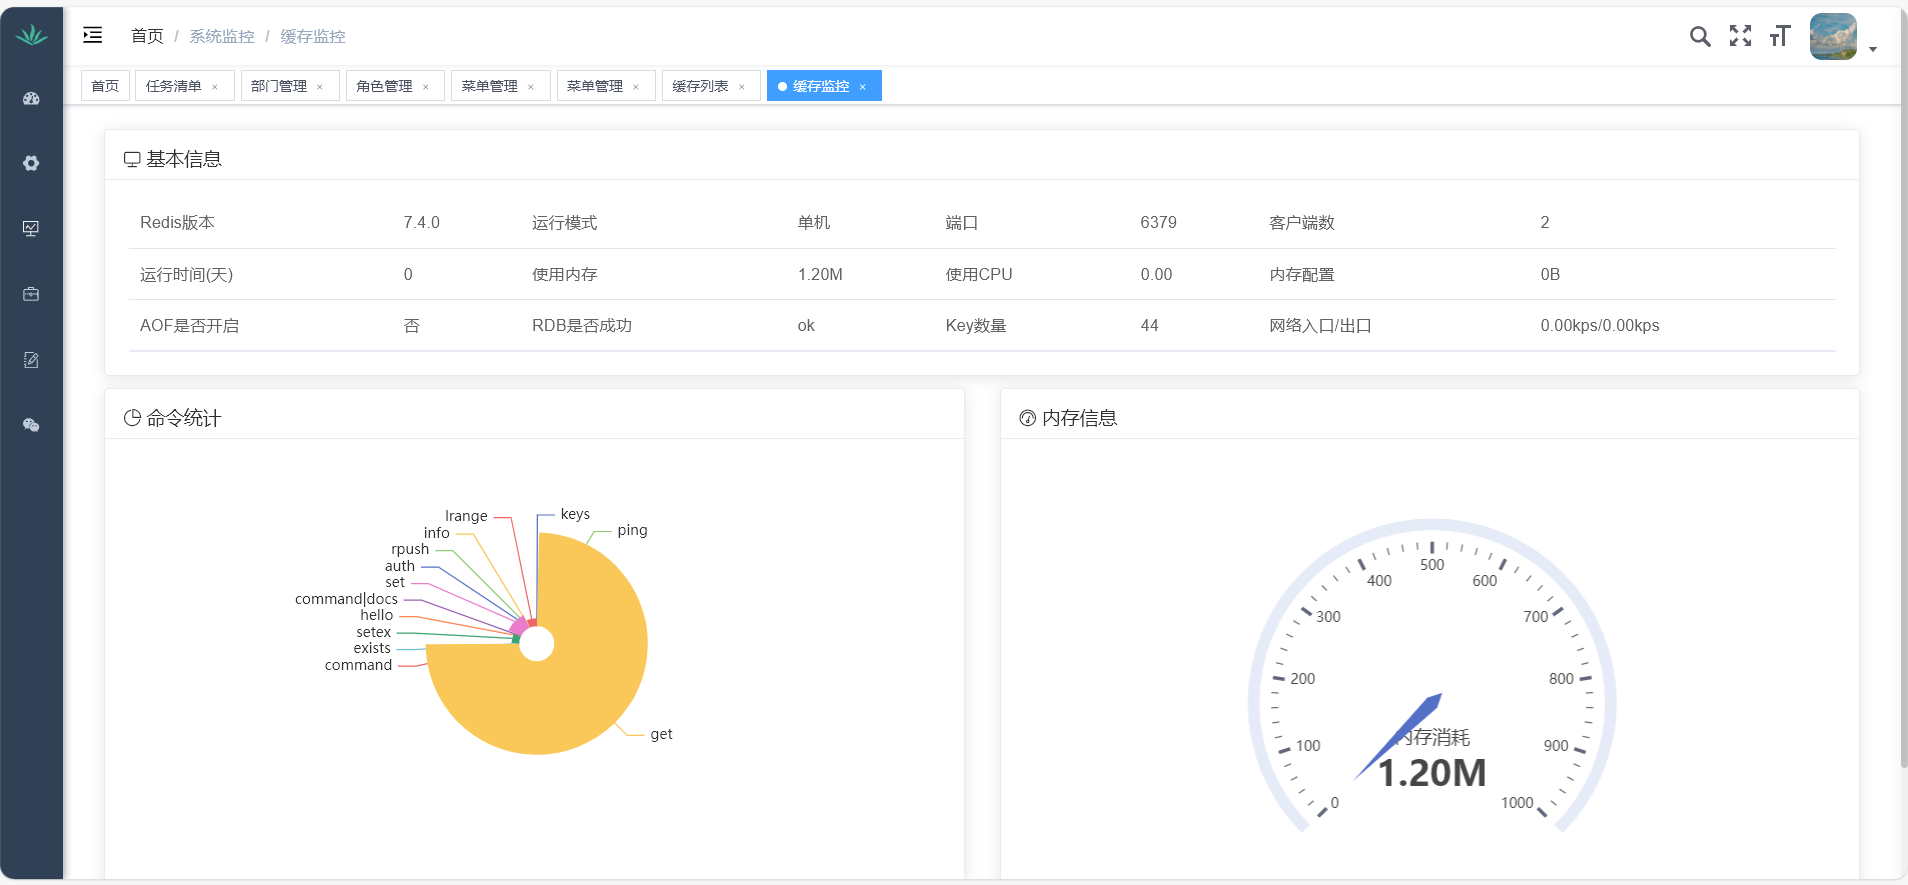 首页 / 系统监控 / 缓存监控
首页 任务清单 × 部门管理 × 角色管理 × 菜单管理 × 菜单管理 × 缓存列表 × 缓存监控 ×
基本信息
Redis版本 7.4.0 运行模式 单机 端口 6379 客户端数 2
运行时间(天) 0 使用内存 1.20M 使用CPU 0.00 内存配置 0B
AOF是否开启 否 RDB是否成功 ok Key数量 44 网络入口/出口 0.00kps/0.00kps
命令统计
keys
ping
lrange
info
rpush
auth
set
command|docs
hello
setex
exists
command
get
内存信息
0
100
200
300
400
500
600
700
800
900
1000
内存消耗
1.20M